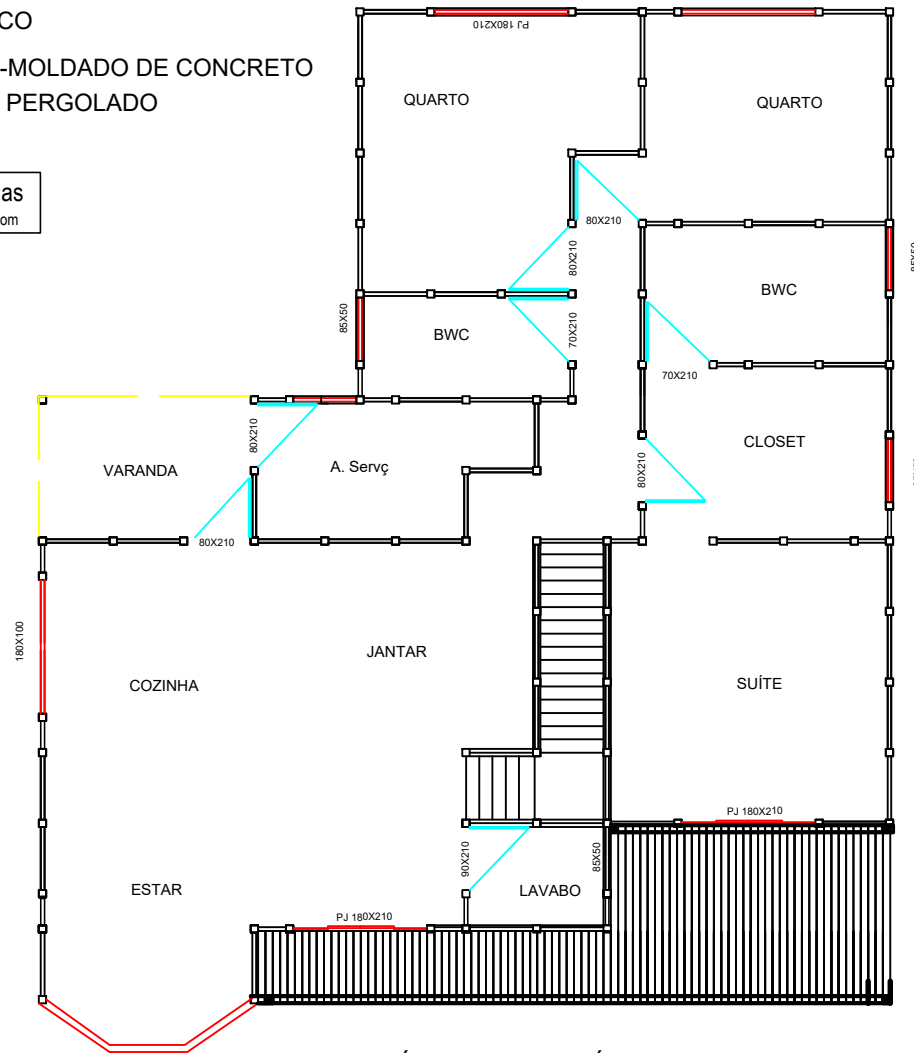 CO
-MOLDADO DE CONCRETO
PERGOLADO
as
om
PJ 180X210
QUARTO
QUARTO
80X210
80X210
BWC
85X50
85X50
BWC
70X210
70X210
80X210
CLOSET
VARANDA
A. Servç
80X210
80X210
180X100
JANTAR
COZINHA
SUÍTE
PJ 180X210
90X210
85X50
ESTAR
LAVABO
PJ 180X210